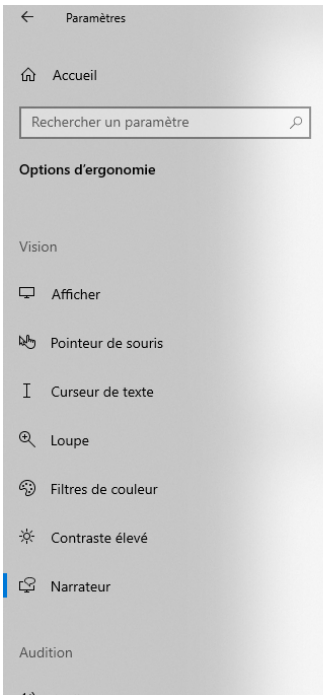 Paramètres
Accueil
Rechercher un paramètre
Options d’ergonomie
Vision
Afficher
Pointeur de souris
Curseur de texte
Loupe
Filtres de couleur
Contraste élevé
Narrateur
Audition